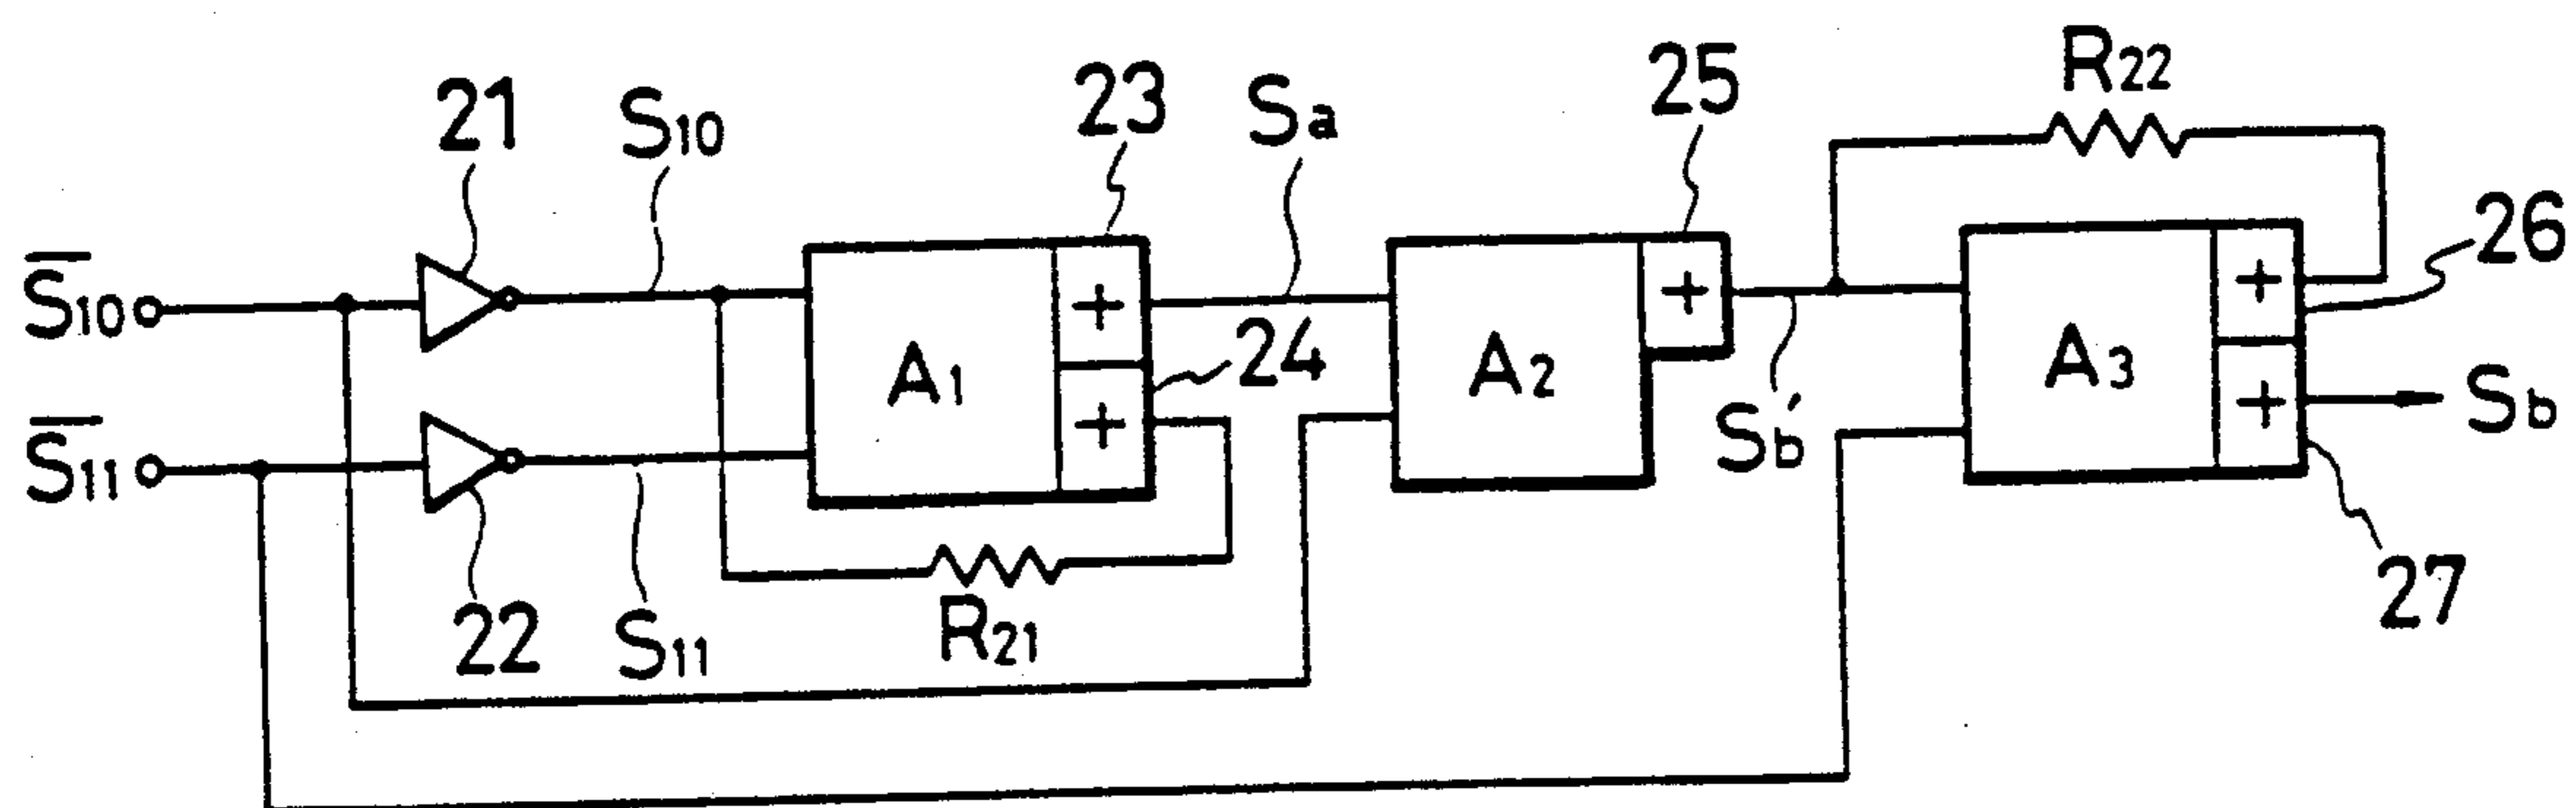 21
S10
23
Sa
25
R22
S̅10
26
A1
24
A2
A3
Sb
S̅11
Sb'
22
S11
R21
27
+
+
+
+
+